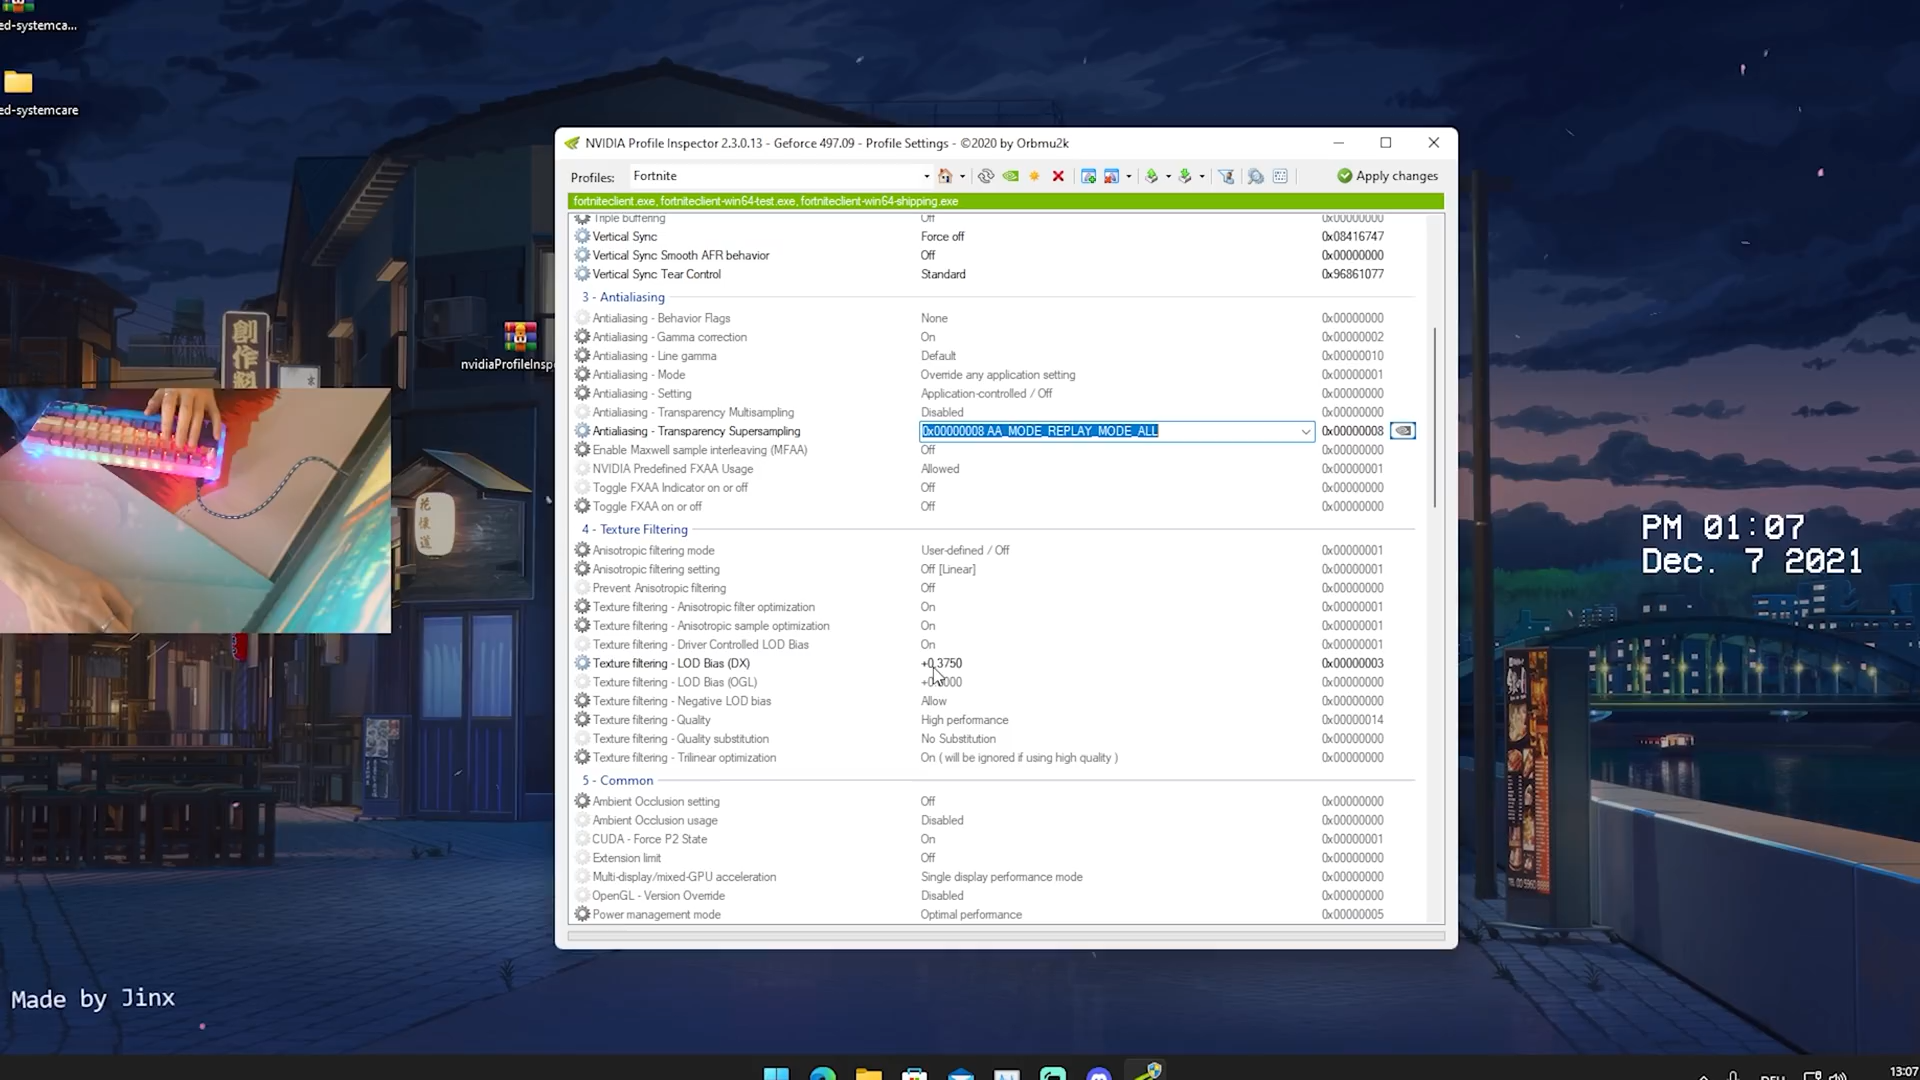 ed-systemca...
ed-systemcare
創作料
花懐道
nvidiaProfileInsp
NVIDIA Profile Inspector 2.3.0.13 - Geforce 497.09 - Profile Settings - ©2020 by Orbmu2k
Profiles: Fortnite Apply changes
fortniteclient.exe, fortniteclient-win64-test.exe, fortniteclient-win64-shipping.exe
Triple buffering Off 0x00000000
Vertical Sync Force off 0x08416747
Vertical Sync Smooth AFR behavior Off 0x00000000
Vertical Sync Tear Control Standard 0x96861077
3 - Antialiasing
Antialiasing - Behavior Flags None 0x00000000
Antialiasing - Gamma correction On 0x00000002
Antialiasing - Line gamma Default 0x00000010
Antialiasing - Mode Override any application setting 0x00000001
Antialiasing - Setting Application-controlled / Off 0x00000000
Antialiasing - Transparency Multisampling Disabled 0x00000000
Antialiasing - Transparency Supersampling 0x00000008 AA_MODE_REPLAY_MODE_ALL 0x00000008
Enable Maxwell sample interleaving (MFAA) Off 0x00000000
NVIDIA Predefined FXAA Usage Allowed 0x00000001
Toggle FXAA Indicator on or off Off 0x00000000
Toggle FXAA on or off Off 0x00000000
4 - Texture Filtering
Anisotropic filtering mode User-defined / Off 0x00000001
Anisotropic filtering setting Off [Linear] 0x00000001
Prevent Anisotropic filtering Off 0x00000000
Texture filtering - Anisotropic filter optimization On 0x00000001
Texture filtering - Anisotropic sample optimization On 0x00000001
Texture filtering - Driver Controlled LOD Bias On 0x00000001
Texture filtering - LOD Bias (DX) +0.3750 0x00000003
Texture filtering - LOD Bias (OGL) +0.0000 0x00000000
Texture filtering - Negative LOD bias Allow 0x00000000
Texture filtering - Quality High performance 0x00000014
Texture filtering - Quality substitution No Substitution 0x00000000
Texture filtering - Trilinear optimization On ( will be ignored if using high quality ) 0x00000000
5 - Common
Ambient Occlusion setting Off 0x00000000
Ambient Occlusion usage Disabled 0x00000000
CUDA - Force P2 State On 0x00000001
Extension limit Off 0x00000000
Multi-display/mixed-GPU acceleration Single display performance mode 0x00000000
OpenGL - Version Override Disabled 0x00000000
Power management mode Optimal performance 0x00000005
PM 01:07
Dec. 7 2021
Made by Jinx
DEU
13:07